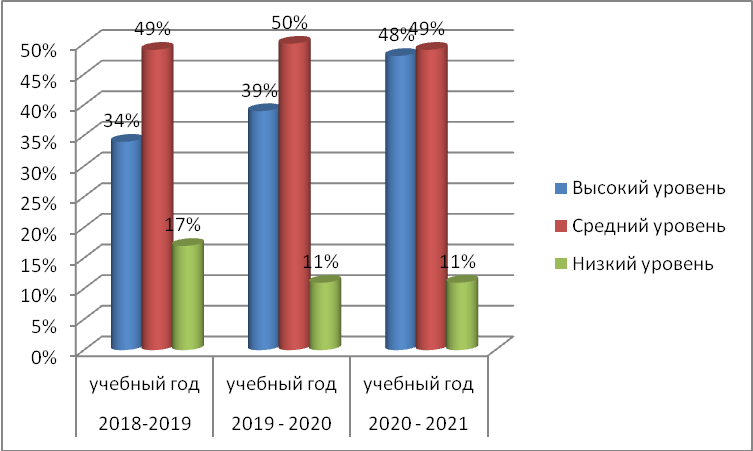 49%
50%
48%
49%
50%
45%
40%
35%
30%
25%
20%
15%
10%
5%
0%
34%
39%
17%
11%
11%
Высокий уровень
Средний уровень
Низкий уровень
учебный год
учебный год
учебный год
2018-2019
2019 - 2020
2020 - 2021